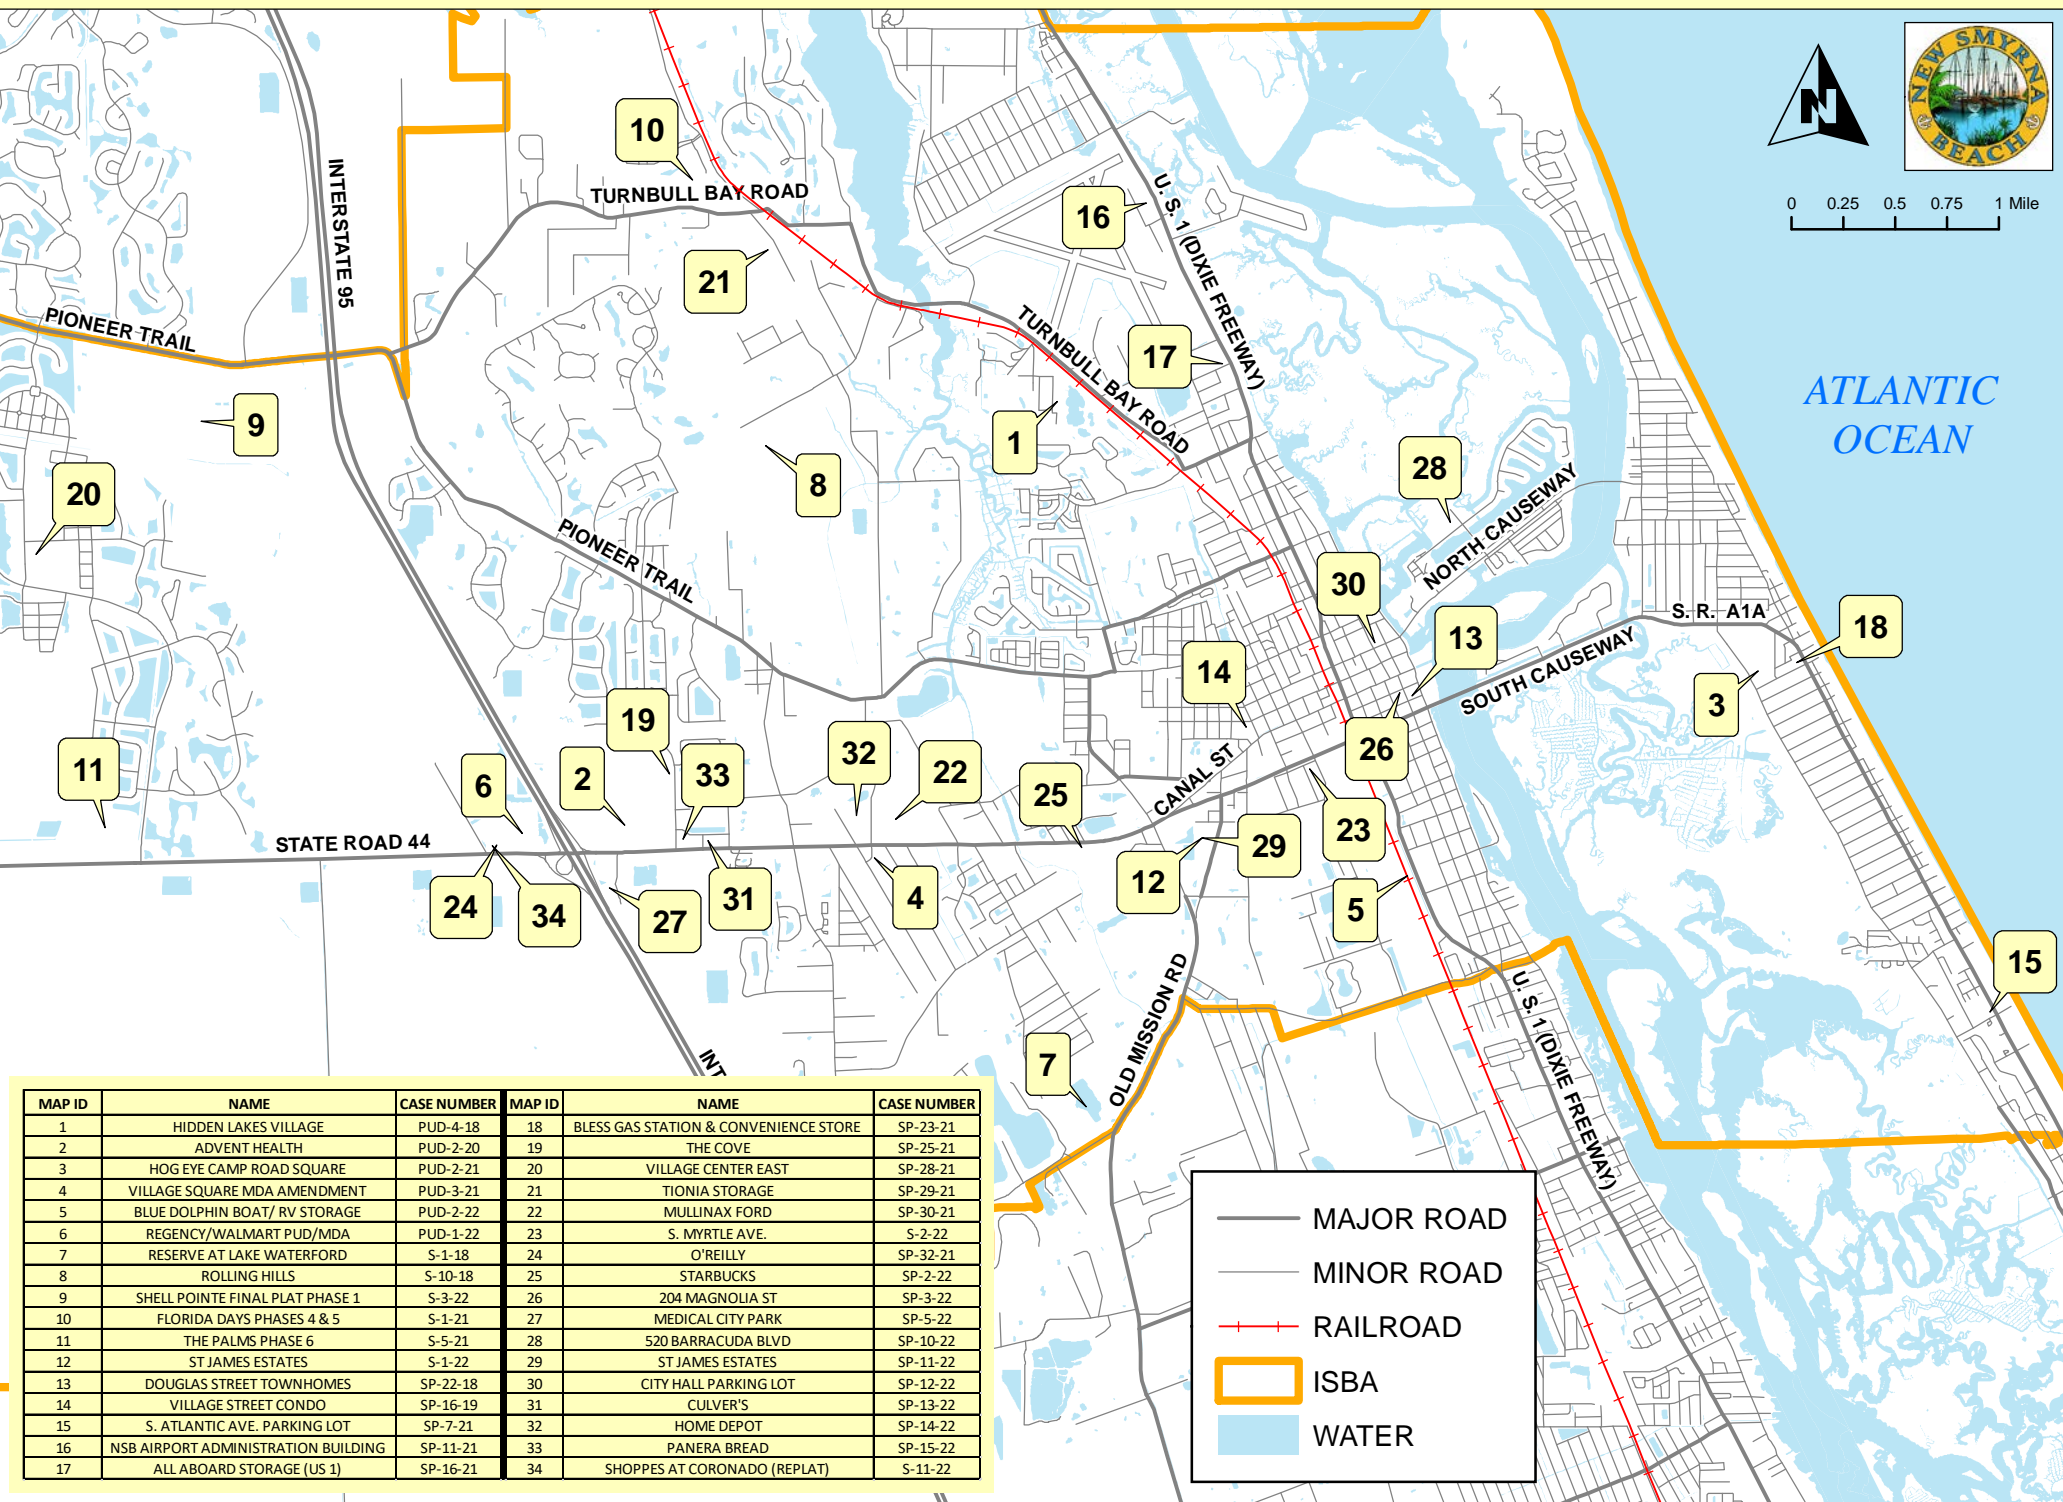 NEW SMYRNA
BEACH
N
0 0.25 0.5 0.75 1 Mile
ATLANTIC
OCEAN
INTERSTATE 95
TURNBULL BAY ROAD
U. S. 1 (DIXIE FREEWAY)
PIONEER TRAIL
TURNBULL BAY ROAD
PIONEER TRAIL
NORTH CAUSEWAY
S. R. A1A
SOUTH CAUSEWAY
CANAL ST
STATE ROAD 44
OLD MISSION RD
U. S. 1 (DIXIE FREEWAY)
INT
10
16
21
17
9
1
28
20
8
30
13
18
14
3
19
26
32
33
22
11
6
2
25
23
29
12
24
34
27
31
4
5
15
7
MAP ID NAME CASE NUMBER MAP ID NAME CASE NUMBER
1 HIDDEN LAKES VILLAGE PUD-4-18 18 BLESS GAS STATION & CONVENIENCE STORE SP-23-21
2 ADVENT HEALTH PUD-2-20 19 THE COVE SP-25-21
3 HOG EYE CAMP ROAD SQUARE PUD-2-21 20 VILLAGE CENTER EAST SP-28-21
4 VILLAGE SQUARE MDA AMENDMENT PUD-3-21 21 TIONIA STORAGE SP-29-21
5 BLUE DOLPHIN BOAT/ RV STORAGE PUD-2-22 22 MULLINAX FORD SP-30-21
6 REGENCY/WALMART PUD/MDA PUD-1-22 23 S. MYRTLE AVE. S-2-22
7 RESERVE AT LAKE WATERFORD S-1-18 24 O'REILLY SP-32-21
8 ROLLING HILLS S-10-18 25 STARBUCKS SP-2-22
9 SHELL POINTE FINAL PLAT PHASE 1 S-3-22 26 204 MAGNOLIA ST SP-3-22
10 FLORIDA DAYS PHASES 4 & 5 S-1-21 27 MEDICAL CITY PARK SP-5-22
11 THE PALMS PHASE 6 S-5-21 28 520 BARRACUDA BLVD SP-10-22
12 ST JAMES ESTATES S-1-22 29 ST JAMES ESTATES SP-11-22
13 DOUGLAS STREET TOWNHOMES SP-22-18 30 CITY HALL PARKING LOT SP-12-22
14 VILLAGE STREET CONDO SP-16-19 31 CULVER'S SP-13-22
15 S. ATLANTIC AVE. PARKING LOT SP-7-21 32 HOME DEPOT SP-14-22
16 NSB AIRPORT ADMINISTRATION BUILDING SP-11-21 33 PANERA BREAD SP-15-22
17 ALL ABOARD STORAGE (US 1) SP-16-21 34 SHOPPES AT CORONADO (REPLAT) S-11-22
MAJOR ROAD
MINOR ROAD
RAILROAD
ISBA
WATER